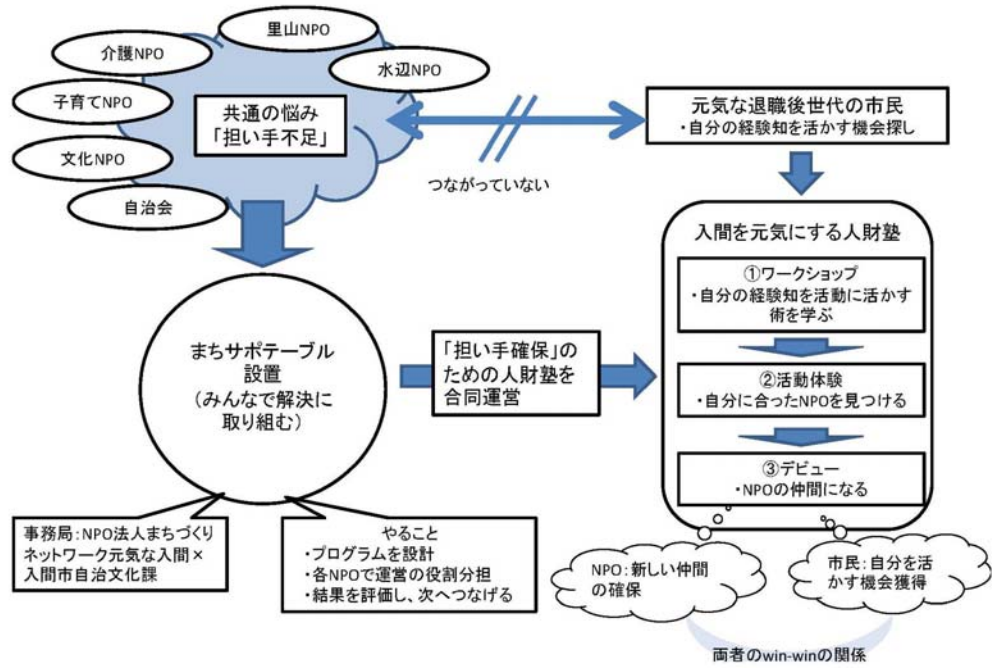 里山NPO
介護NPO
水辺NPO
子育てNPO
文化NPO
自治会
共通の悩み
「担い手不足」
つながっていない
元気な退職後世代の市民
・自分の経験知を活かす機会探し
入間を元気にする人財塾
①ワークショップ
・自分の経験知を活動に活かす
術を学ぶ
②活動体験
・自分に合ったNPOを見つける
③デビュー
・NPOの仲間になる
まちサポテーブル
設置
（みんなで解決に
取り組む）
「担い手確保」の
ための人財塾を
合同運営
事務局：NPO法人まちづくり
ネットワーク元気な入間×
入間市自治文化課
やること
・プログラムを設計
・各NPOで運営の役割分担
・結果を評価し、次へつなげる
NPO：新しい仲間
の確保
市民：自分を活
かす機会獲得
両者のwin-winの関係